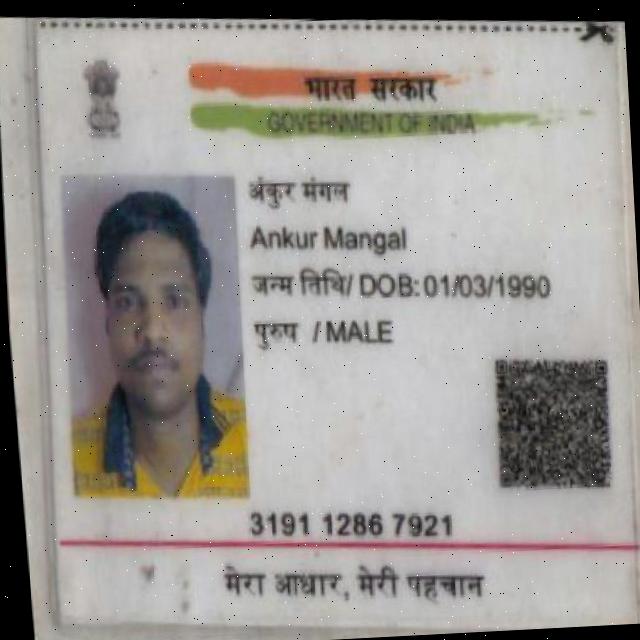 भारत सरकार
GOVERNMENT OF INDIA
अंकुर मंगल
Ankur Mangal
जन्म तिथि/ DOB: 01/03/1990
पुरुष / MALE
3191 1286 7921
मेरा आधार, मेरी पहचान